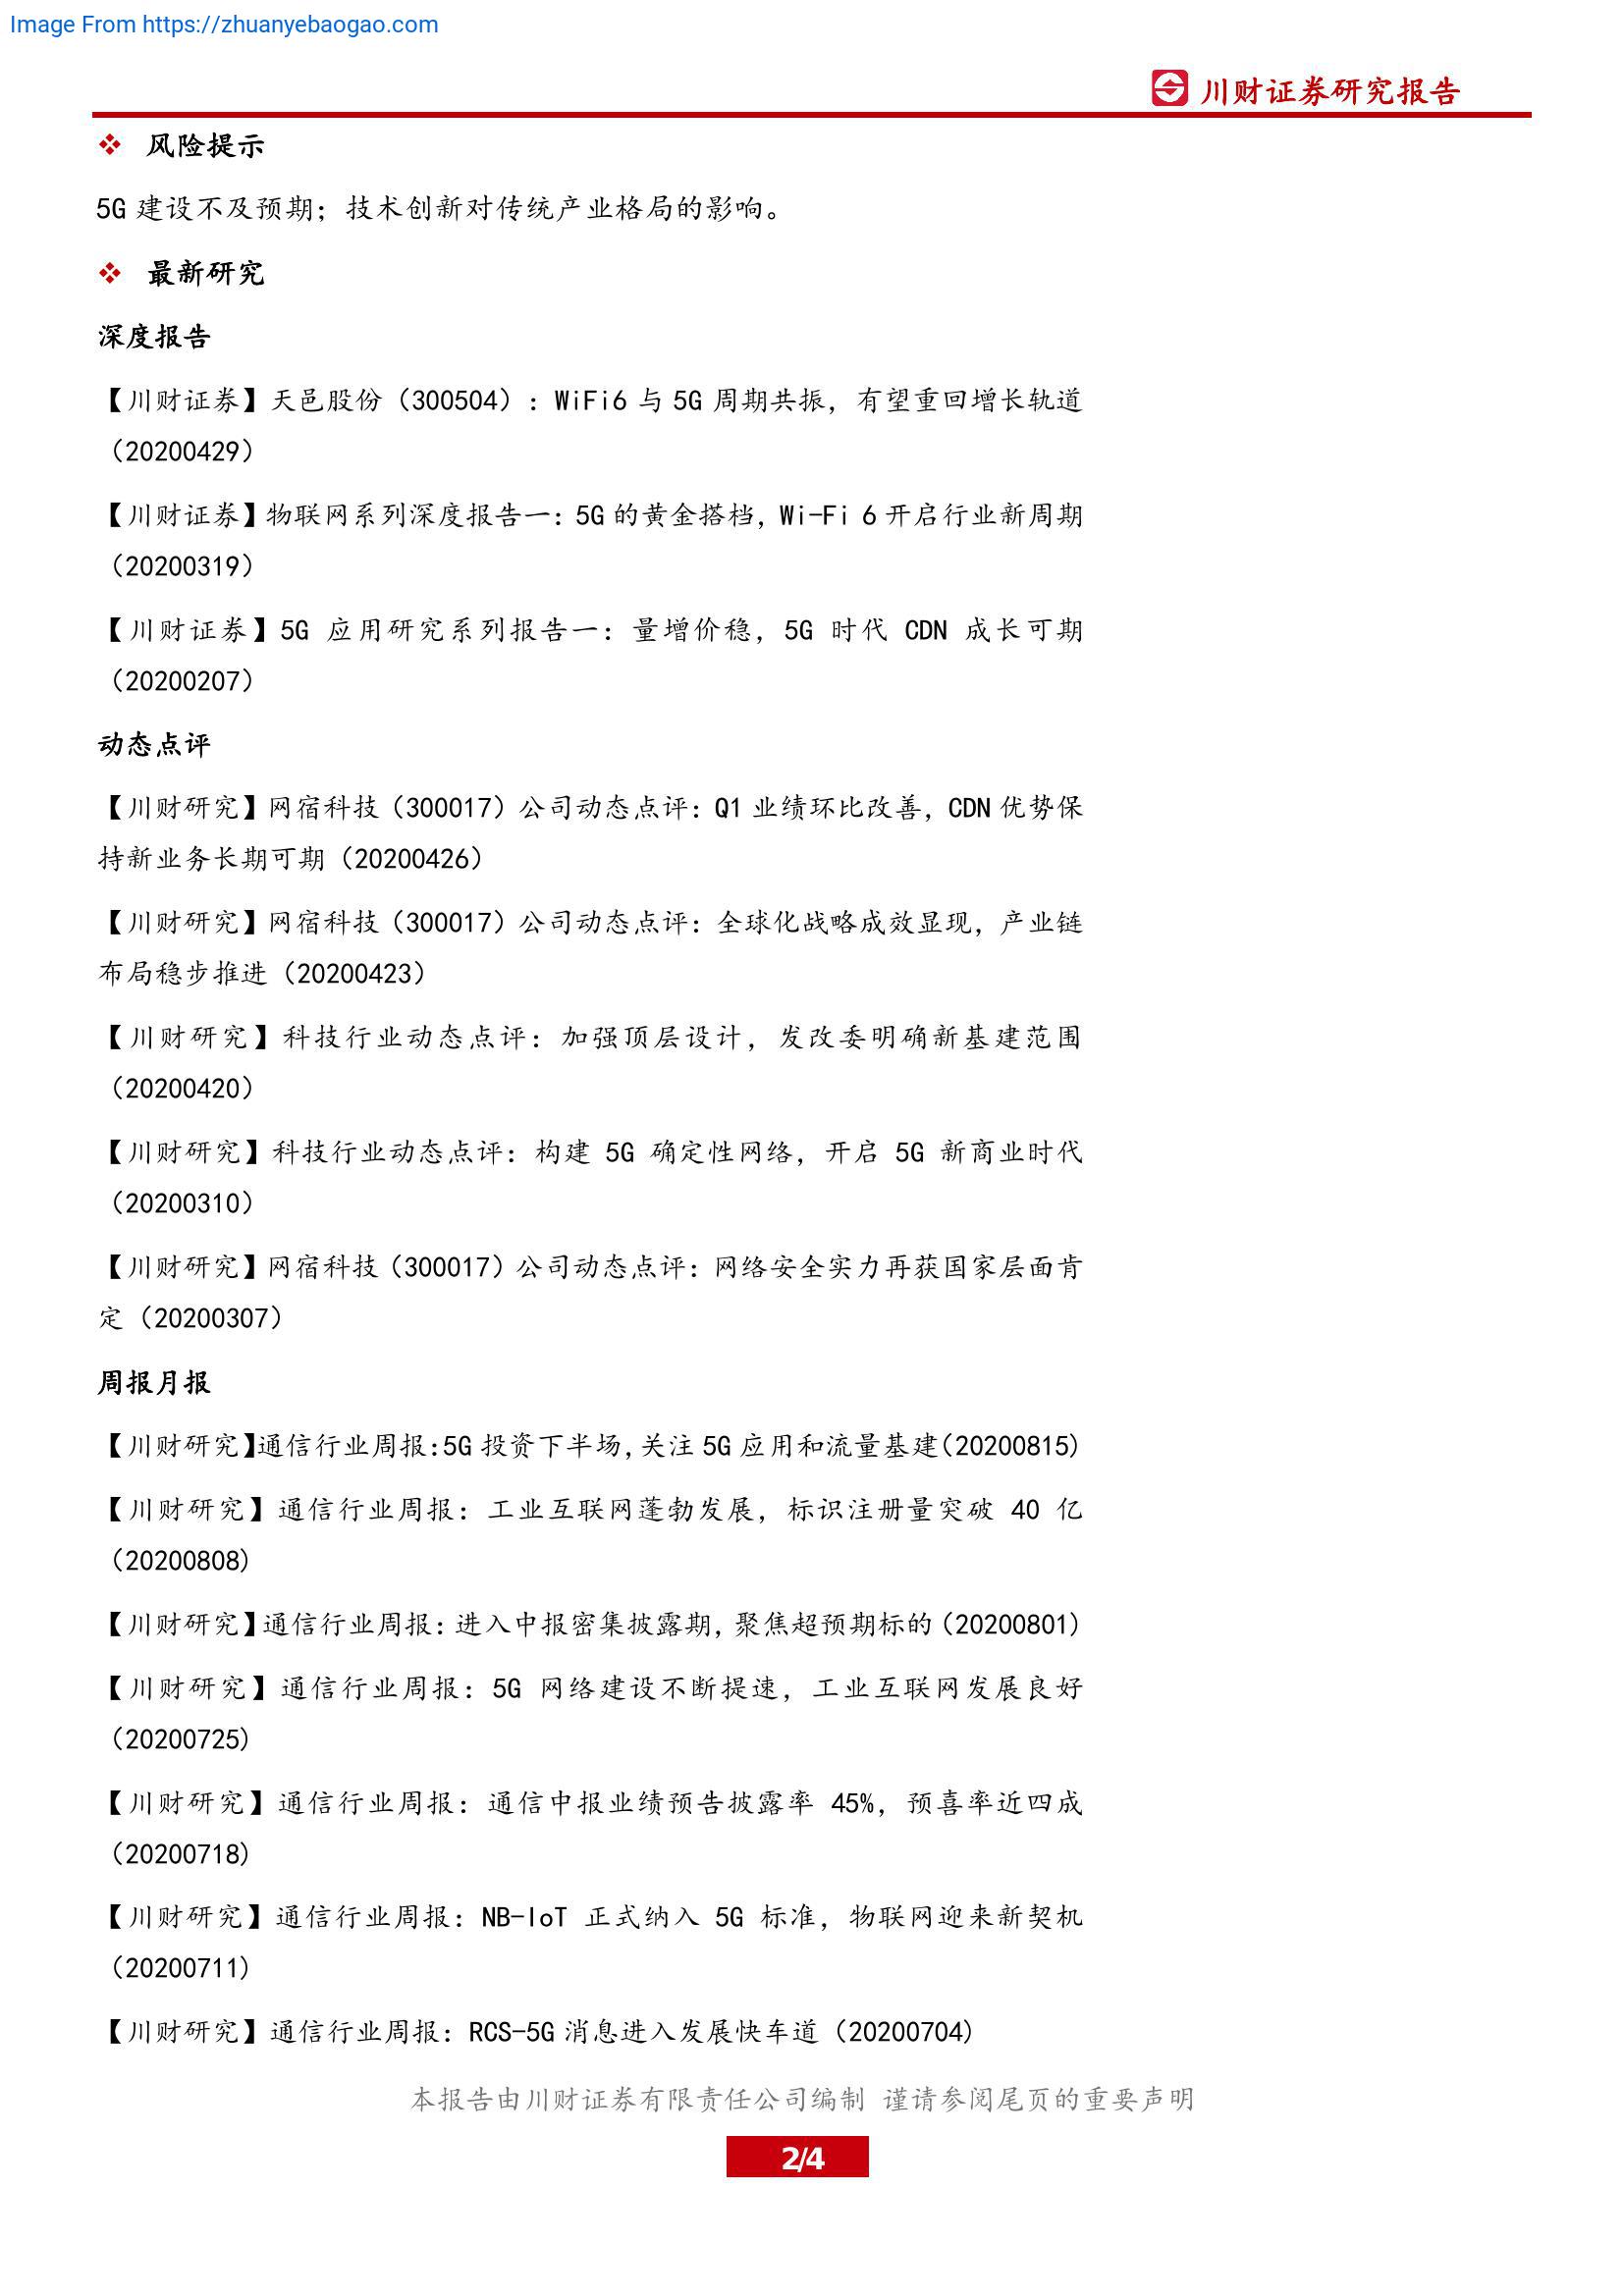 Image From https://zhuanyebaogao.com
川财证券研究报告
❖ 风险提示
5G 建设不及预期；技术创新对传统产业格局的影响。
❖ 最新研究
深度报告
【川财证券】天邑股份（300504）：WiFi6 与 5G 周期共振，有望重回增长轨道
（20200429）
【川财证券】物联网系列深度报告一：5G 的黄金搭档，Wi-Fi 6 开启行业新周期
（20200319）
【川财证券】5G 应用研究系列报告一：量增价稳，5G 时代 CDN 成长可期
（20200207）
动态点评
【川财研究】网宿科技（300017）公司动态点评：Q1 业绩环比改善，CDN 优势保
持新业务长期可期（20200426）
【川财研究】网宿科技（300017）公司动态点评：全球化战略成效显现，产业链
布局稳步推进（20200423）
【川财研究】科技行业动态点评：加强顶层设计，发改委明确新基建范围
（20200420）
【川财研究】科技行业动态点评：构建 5G 确定性网络，开启 5G 新商业时代
（20200310）
【川财研究】网宿科技（300017）公司动态点评：网络安全实力再获国家层面肯
定（20200307）
周报月报
【川财研究】通信行业周报：5G 投资下半场，关注 5G 应用和流量基建（20200815)
【川财研究】通信行业周报：工业互联网蓬勃发展，标识注册量突破 40 亿
（20200808)
【川财研究】通信行业周报：进入中报密集披露期，聚焦超预期标的（20200801)
【川财研究】通信行业周报：5G 网络建设不断提速，工业互联网发展良好
（20200725)
【川财研究】通信行业周报：通信中报业绩预告披露率 45%，预喜率近四成
（20200718)
【川财研究】通信行业周报：NB-IoT 正式纳入 5G 标准，物联网迎来新契机
（20200711)
【川财研究】通信行业周报：RCS-5G 消息进入发展快车道（20200704)
本报告由川财证券有限责任公司编制 谨请参阅尾页的重要声明
2/4